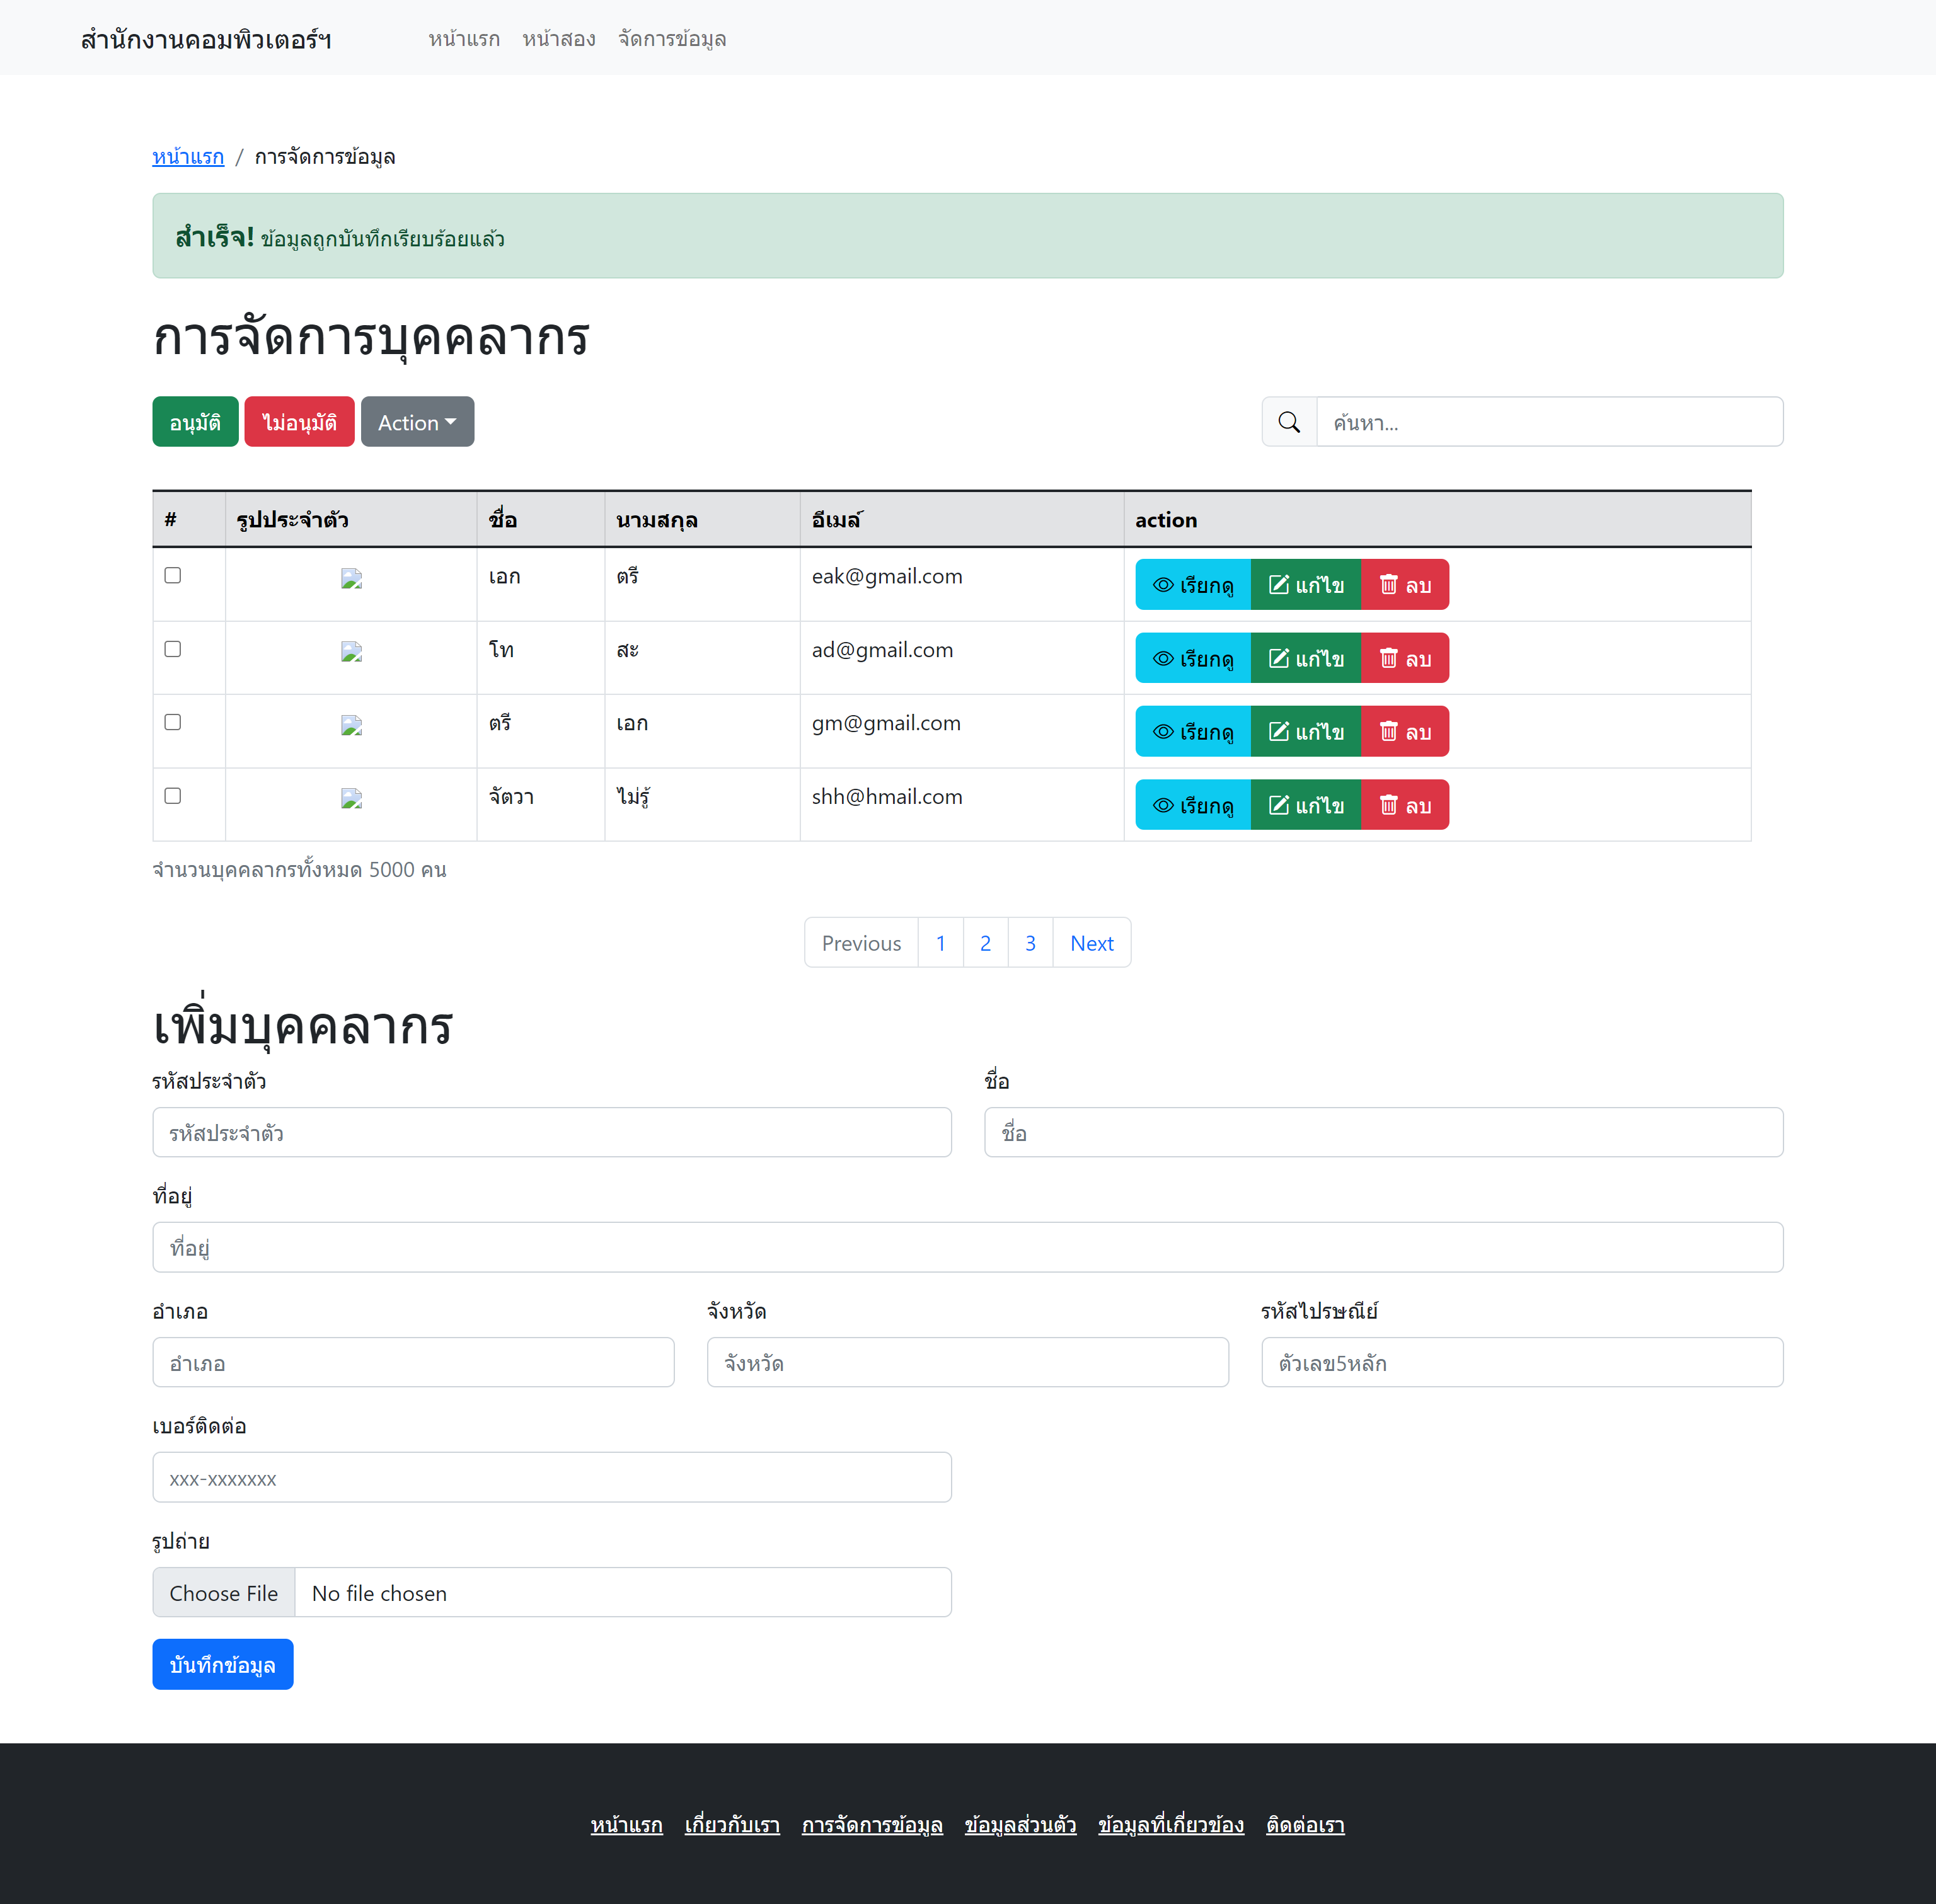 สำนักงานคอมพิวเตอร์ฯ หน้าแรก หน้าสอง จัดการข้อมูล
หน้าแรก / การจัดการข้อมูล
สำเร็จ! ข้อมูลถูกบันทึกเรียบร้อยแล้ว
การจัดการบุคคลากร
อนุมัติ ไม่อนุมัติ Action ค้นหา...
# รูปประจำตัว ชื่อ นามสกุล อีเมล์ action
เอก ตรี eak@gmail.com เรียกดู แก้ไข ลบ
โท สะ ad@gmail.com เรียกดู แก้ไข ลบ
ตรี เอก gm@gmail.com เรียกดู แก้ไข ลบ
จัตวา ไม่รู้ shh@hmail.com เรียกดู แก้ไข ลบ
จำนวนบุคคลากรทั้งหมด 5000 คน
Previous 1 2 3 Next
เพิ่มบุคคลากร
รหัสประจำตัว ชื่อ
รหัสประจำตัว ชื่อ
ที่อยู่
ที่อยู่
อำเภอ จังหวัด รหัสไปรษณีย์
อำเภอ จังหวัด ตัวเลข5หลัก
เบอร์ติดต่อ
xxx-xxxxxxx
รูปถ่าย
Choose File No file chosen
บันทึกข้อมูล
หน้าแรก เกี่ยวกับเรา การจัดการข้อมูล ข้อมูลส่วนตัว ข้อมูลที่เกี่ยวข้อง ติดต่อเรา